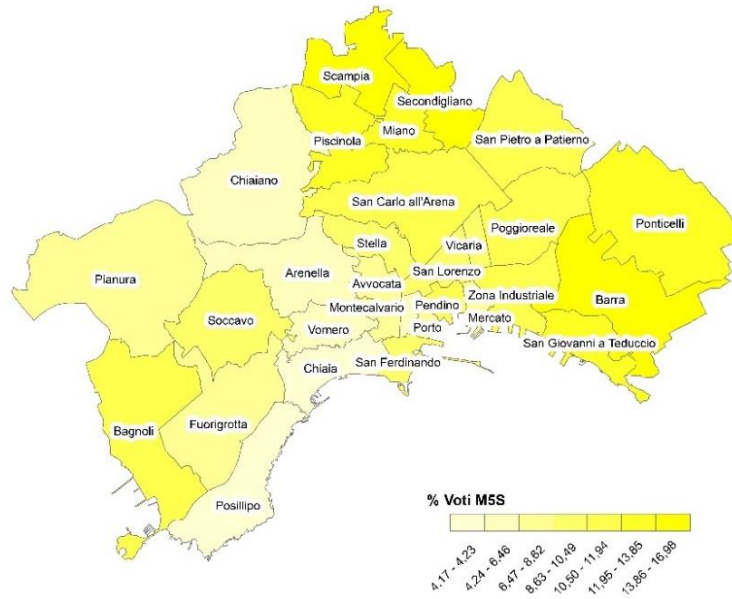 Scampia
Secondigliano
Piscinola
Miano
San Pietro a Patierno
Chiaiano
San Carlo all'Arena
Ponticelli
Stella
Vicaria
Poggioreale
Pianura
Arenella
San Lorenzo
Avvocata
Zona Industriale
Barra
Soccavo
Montecalvario
Pendino
Mercato
Vomero
Porto
San Giovanni a Teduccio
Chiaia
San Ferdinando
Bagnoli
Fuorigrotta
Posillipo
% Voti M5S
4,17 - 4,23
4,24 - 6,46
6,47 - 8,62
8,63 - 10,49
10,50 - 11,94
11,95 - 13,85
13,86 - 16,98